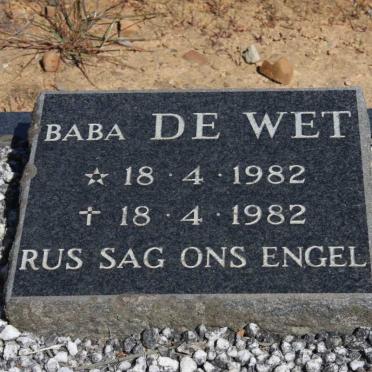 BABA DE WET
☆ 18 · 4 · 1982
✝ 18 · 4 · 1982
RUS SAG ONS ENGEL